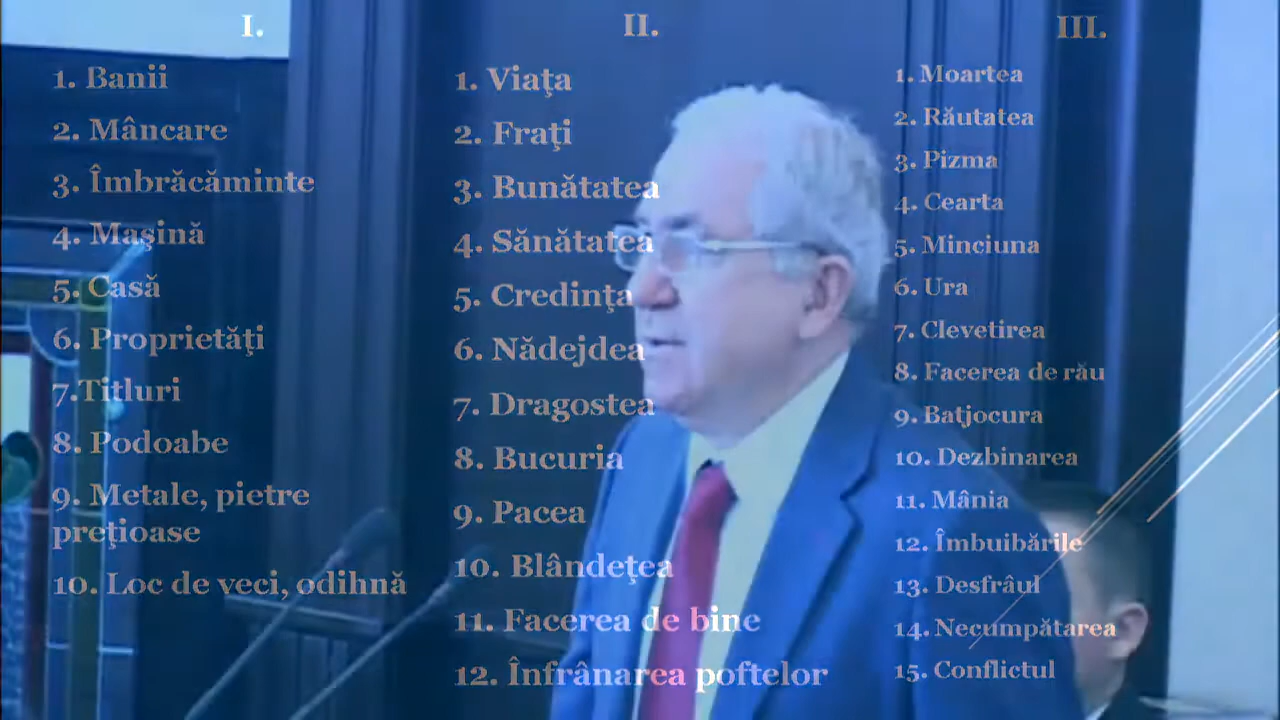 I.
1. Banii
2. Mâncare
3. Îmbrăcăminte
4. Maşină
5. Casă
6. Proprietăţi
7.Titluri
8. Podoabe
9. Metale, pietre
preţioase
10. Loc de veci, odihnă
II.
1. Viaţa
2. Fraţi
3. Bunătatea
4. Sănătatea
5. Credinţa
6. Nădejdea
7. Dragostea
8. Bucuria
9. Pacea
10. Blândeţea
11. Facerea de bine
12. Înfrânarea poftelor
III.
1. Moartea
2. Răutatea
3. Pizma
4. Cearta
5. Minciuna
6. Ura
7. Clevetirea
8. Facerea de rău
9. Batjocura
10. Dezbinarea
11. Mânia
12. Îmbuibările
13. Desfrâul
14. Necumpătarea
15. Conflictul